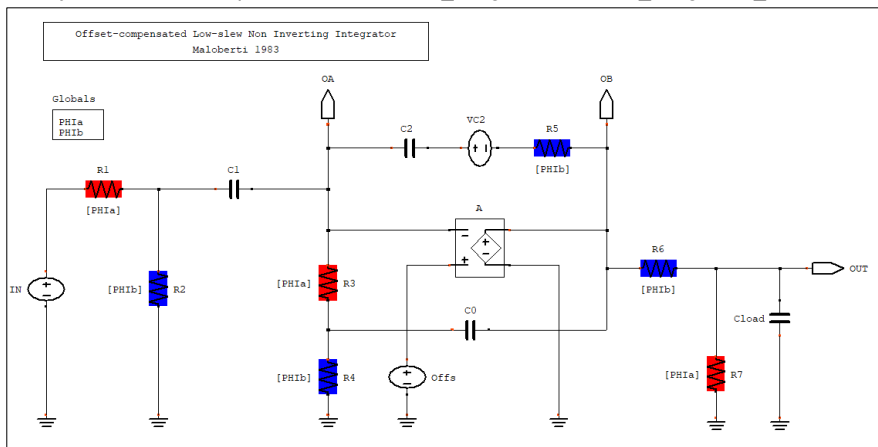 Offset-compensated Low-slew Non Inverting Integrator
Maloberti 1983
OA
OB
Globals
PHIa
PHIb
VC2
C2
R5
[PHIb]
R1
C1
[PHIa]
A
R6
[PHIb]
OUT
IN
[PHIb]
R2
[PHIa]
R3
C0
Cload
[PHIb]
R4
Offs
[PHIa]
R7